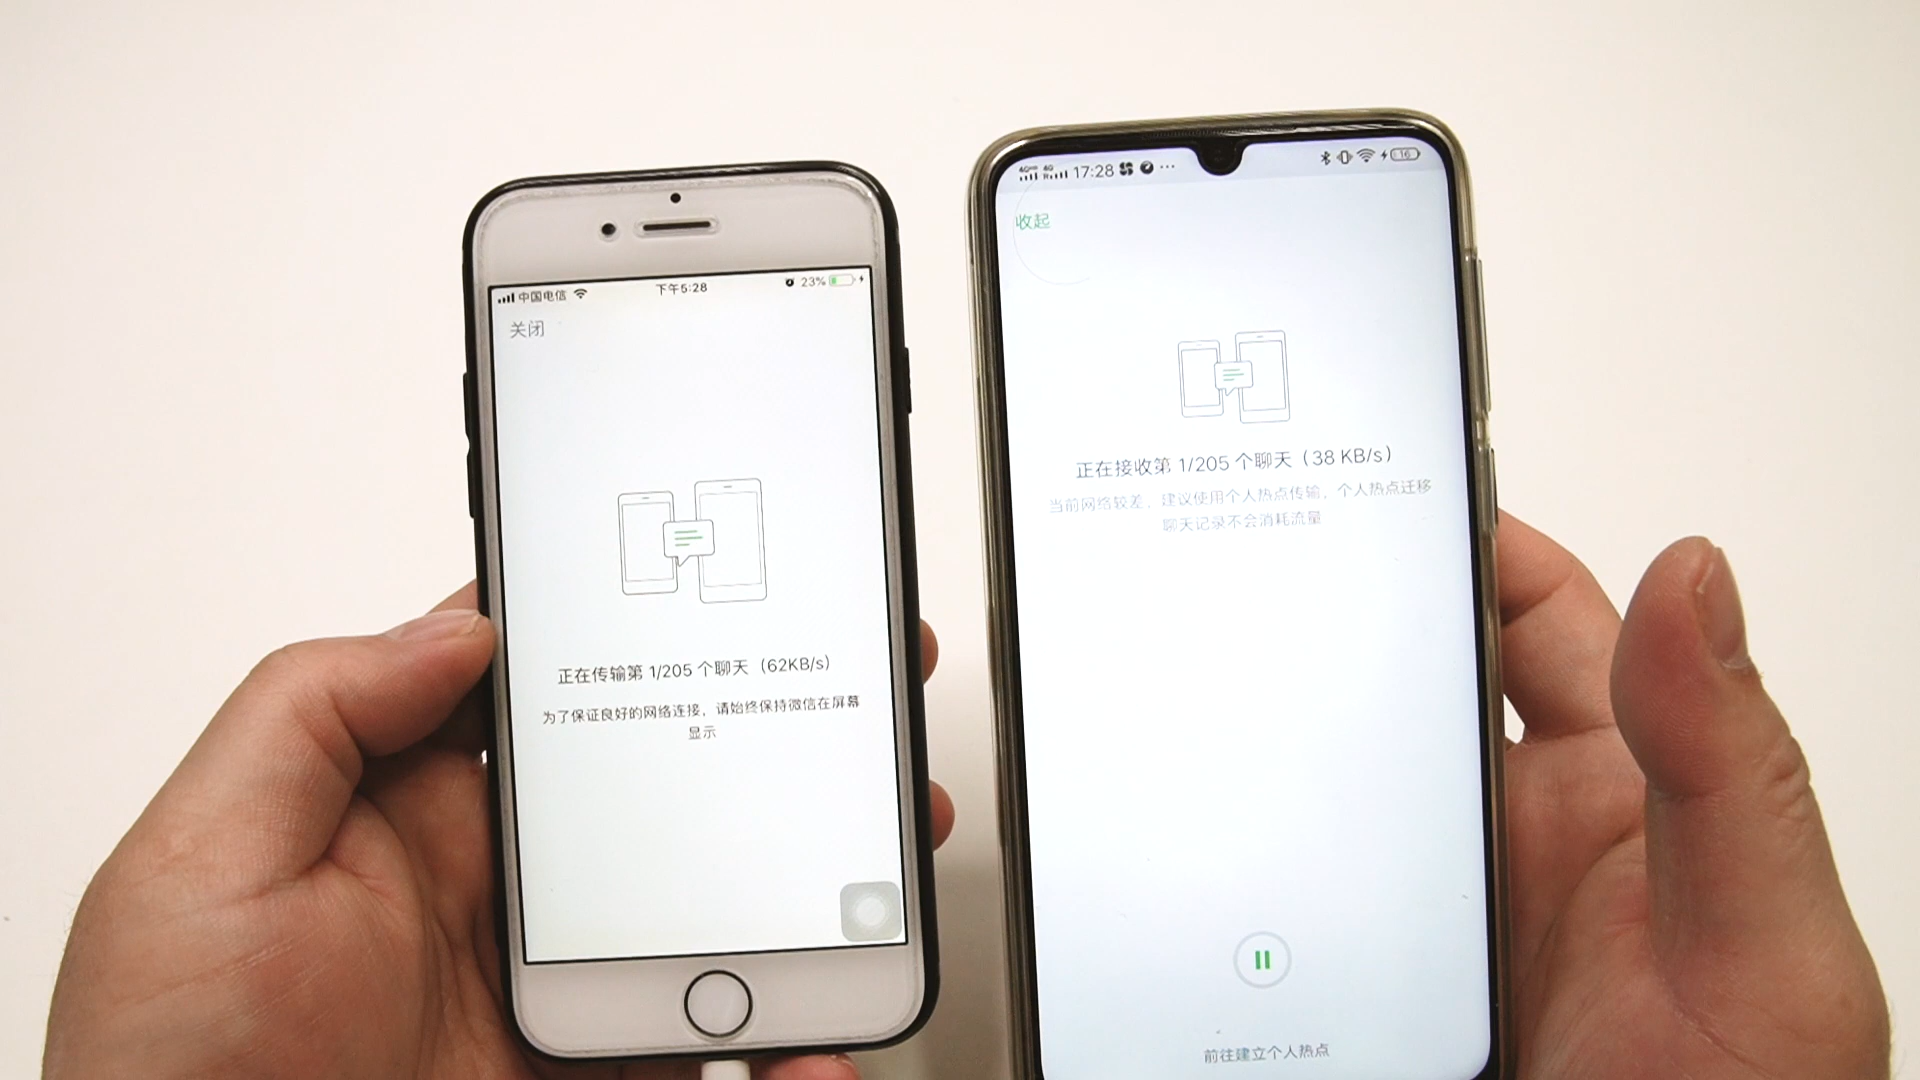 中国电信
下午5:28
23%
关闭
正在传输第 1/205 个聊天（62KB/s）
为了保证良好的网络连接，请始终保持微信在屏幕
显示
17:28
16
收起
正在接收第 1/205 个聊天（38 KB/s）
当前网络较差，建议使用个人热点传输，个人热点迁移
聊天记录不会消耗流量
前往建立个人热点